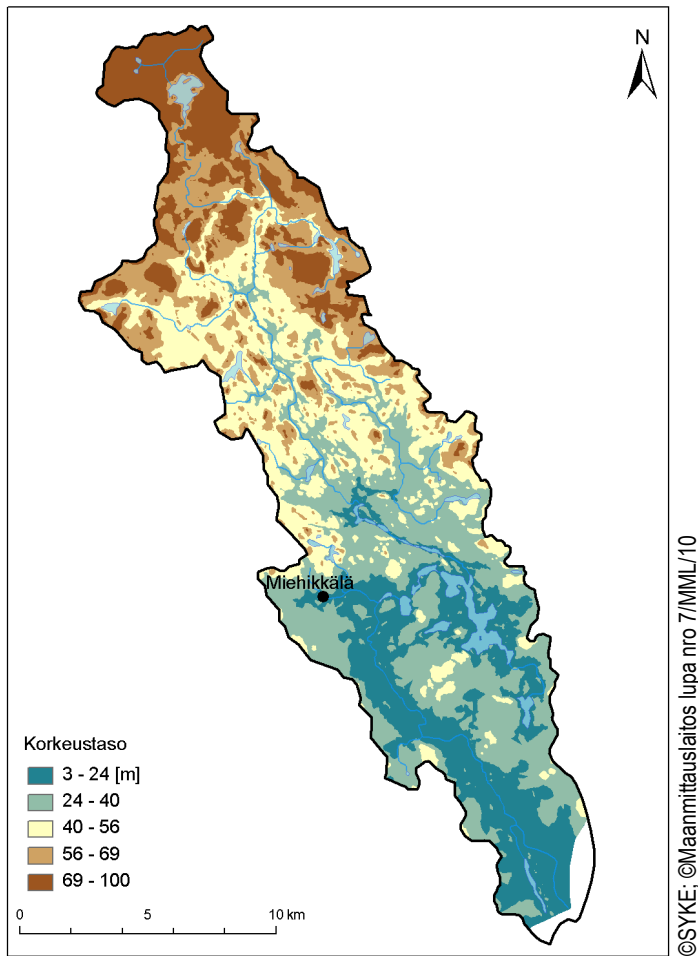 N
Miehikkälä
Korkeustaso
3 - 24 [m]
24 - 40
40 - 56
56 - 69
69 - 100
0 5 10 km
©SYKE; ©Maanmittauslaitos lupa nro 7/MML/10